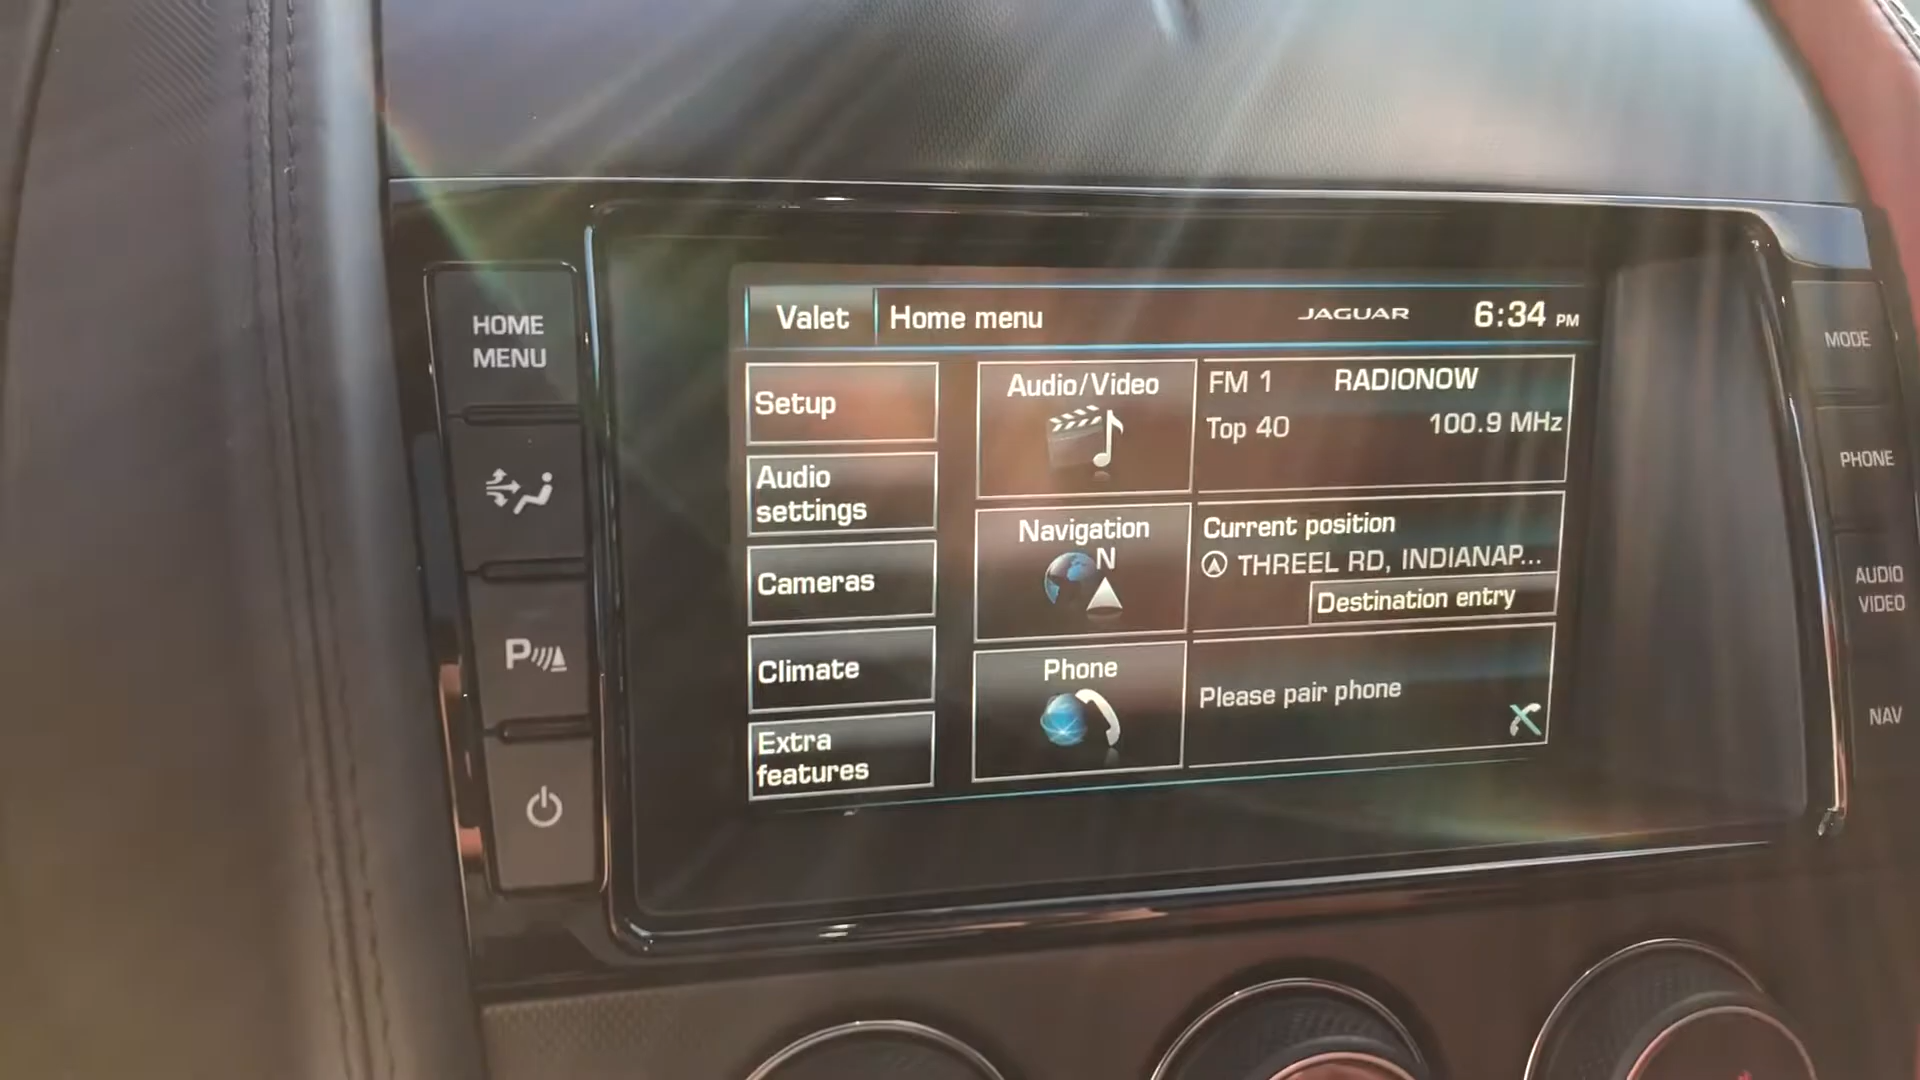 HOME
MENU
P
Valet
Home menu
JAGUAR
6:34 PM
Setup
Audio
settings
Cameras
Climate
Extra
features
Audio/Video
FM 1
RADIONOW
Top 40
100.9 MHz
Navigation
N
Current position
THREEL RD, INDIANAP...
Destination entry
Phone
Please pair phone
MODE
PHONE
AUDIO
VIDEO
NAV